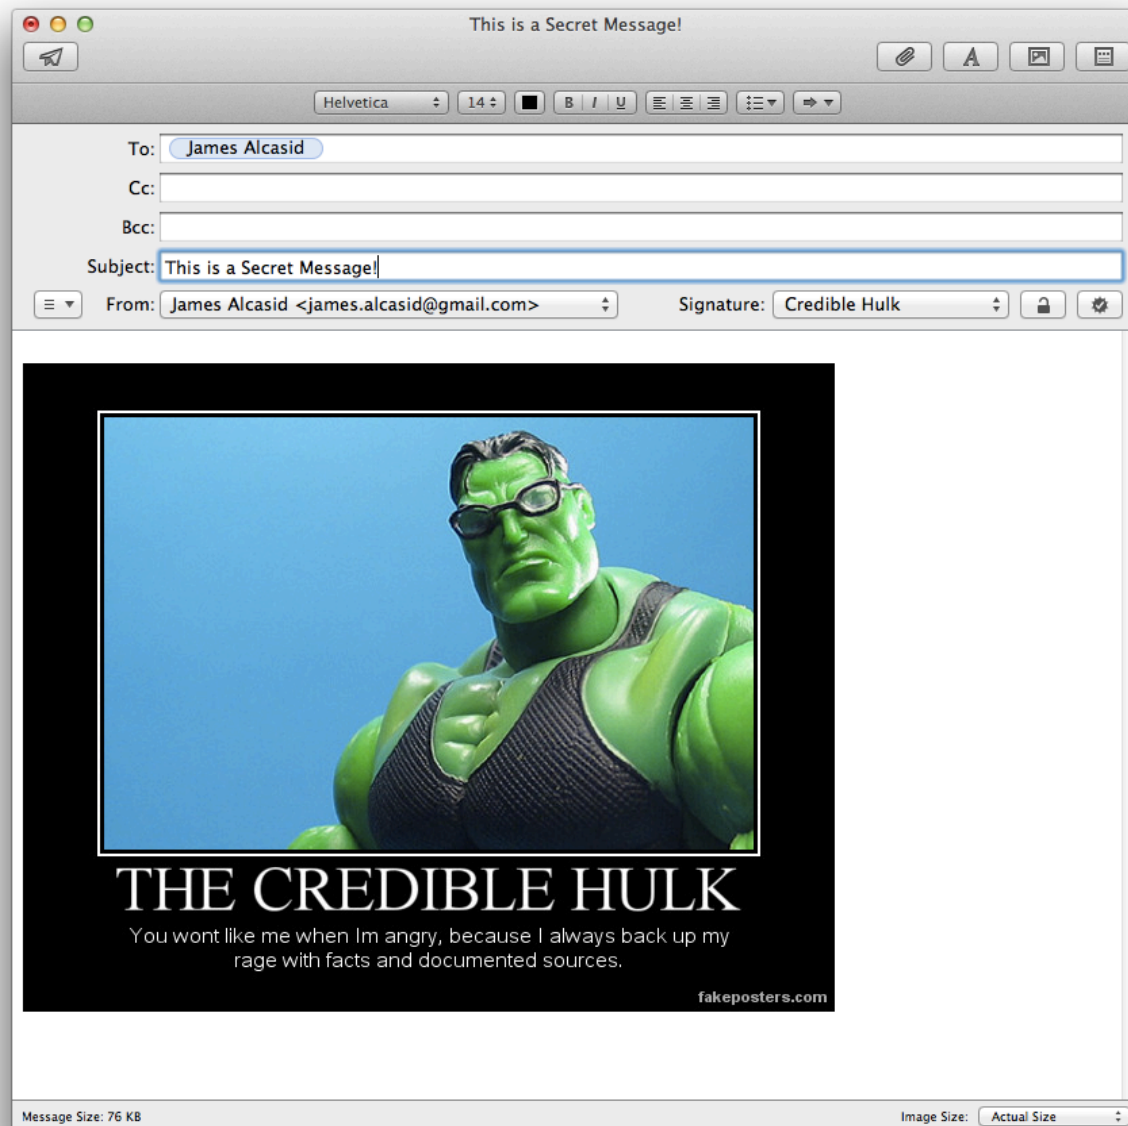 This is a Secret Message!
Helvetica 14 B I U
To: James Alcasid
Cc:
Bcc:
Subject: This is a Secret Message!
From: James Alcasid <james.alcasid@gmail.com> Signature: Credible Hulk
THE CREDIBLE HULK
You wont like me when Im angry, because I always back up my
rage with facts and documented sources.
fakeposters.com
Message Size: 76 KB Image Size: Actual Size